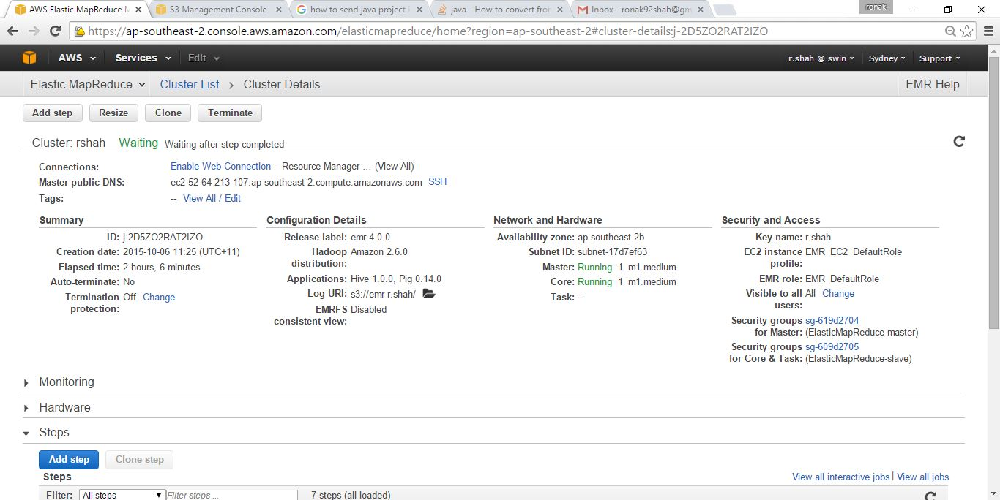 AWS Elastic MapReduce M
S3 Management Console
how to send java project i
java - How to convert from
Inbox - ronak92shah@gm
ronak
https://ap-southeast-2.console.aws.amazon.com/elasticmapreduce/home?region=ap-southeast-2#cluster-details:j-2D5ZO2RAT2IZO
AWS Services Edit r.shah @ swin Sydney Support
Elastic MapReduce Cluster List > Cluster Details EMR Help
Add step Resize Clone Terminate
Cluster: rshah Waiting Waiting after step completed
Connections: Enable Web Connection – Resource Manager ... (View All)
Master public DNS: ec2-52-64-213-107.ap-southeast-2.compute.amazonaws.com SSH
Tags: -- View All / Edit
Summary
ID: j-2D5ZO2RAT2IZO
Creation date: 2015-10-06 11:25 (UTC+11)
Elapsed time: 2 hours, 6 minutes
Auto-terminate: No
Termination Off Change
protection:
Configuration Details
Release label: emr-4.0.0
Hadoop Amazon 2.6.0
distribution:
Applications: Hive 1.0.0, Pig 0.14.0
Log URI: s3://emr-r.shah/
EMRFS Disabled
consistent view:
Network and Hardware
Availability zone: ap-southeast-2b
Subnet ID: subnet-17d7ef63
Master: Running 1 m1.medium
Core: Running 1 m1.medium
Task: --
Security and Access
Key name: r.shah
EC2 instance EMR_EC2_DefaultRole
profile:
EMR role: EMR_DefaultRole
Visible to all All Change
users:
Security groups sg-619d2704
for Master: (ElasticMapReduce-master)
Security groups sg-609d2705
for Core & Task: (ElasticMapReduce-slave)
Monitoring
Hardware
Steps
Add step Clone step
Steps View all interactive jobs | View all jobs
Filter: All steps Filter steps ... 7 steps (all loaded)